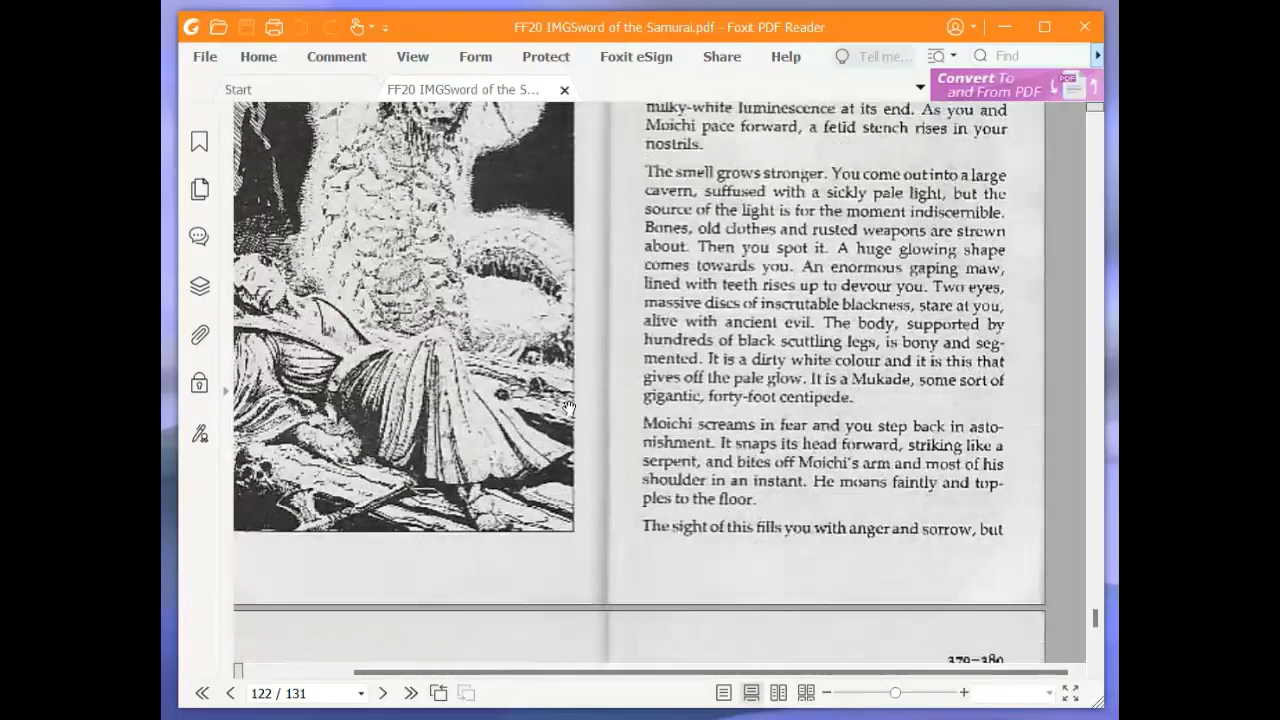 FF20 IMGSword of the Samurai.pdf - Foxit PDF Reader
File Home Comment View Form Protect Foxit eSign Share Help Tell me... Find
Start FF20 IMGSword of the S...
Convert To
and From PDF
PDF
milky-white luminescence at its end. As you and
Moichi pace forward, a fetid stench rises in your
nostrils.
The smell grows stronger. You come out into a large
cavern, suffused with a sickly pale light, but the
source of the light is for the moment indiscernible.
Bones, old clothes and rusted weapons are strewn
about. Then you spot it. A huge glowing shape
comes towards you. An enormous gaping maw,
lined with teeth rises up to devour you. Two eyes,
massive discs of inscrutable blackness, stare at you,
alive with ancient evil. The body, supported by
hundreds of black scuttling legs, is bony and seg-
mented. It is a dirty white colour and it is this that
gives off the pale glow. It is a Mukade, some sort of
gigantic, forty-foot centipede.
Moichi screams in fear and you step back in asto-
nishment. It snaps its head forward, striking like a
serpent, and bites off Moichi's arm and most of his
shoulder in an instant. He moans faintly and top-
ples to the floor.
The sight of this fills you with anger and sorrow, but
379–380
122 / 131